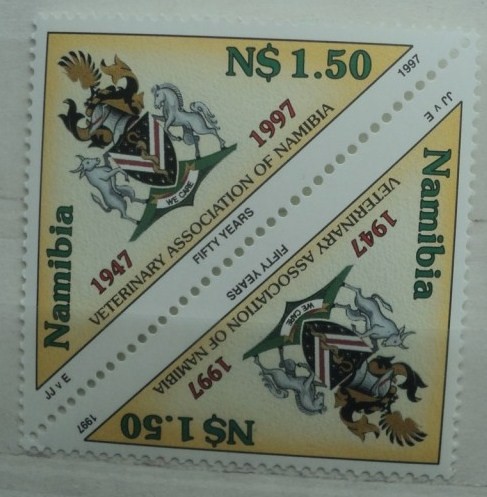 N$ 1.50
1947
1997
VETERINARY ASSOCIATION OF NAMIBIA
WE CARE
Namibia
FIFTY YEARS
JJ v E
1997
JJ v E
Namibia
1947
1997
VETERINARY ASSOCIATION OF NAMIBIA
WE CARE
FIFTY YEARS
N$ 1.50
1997